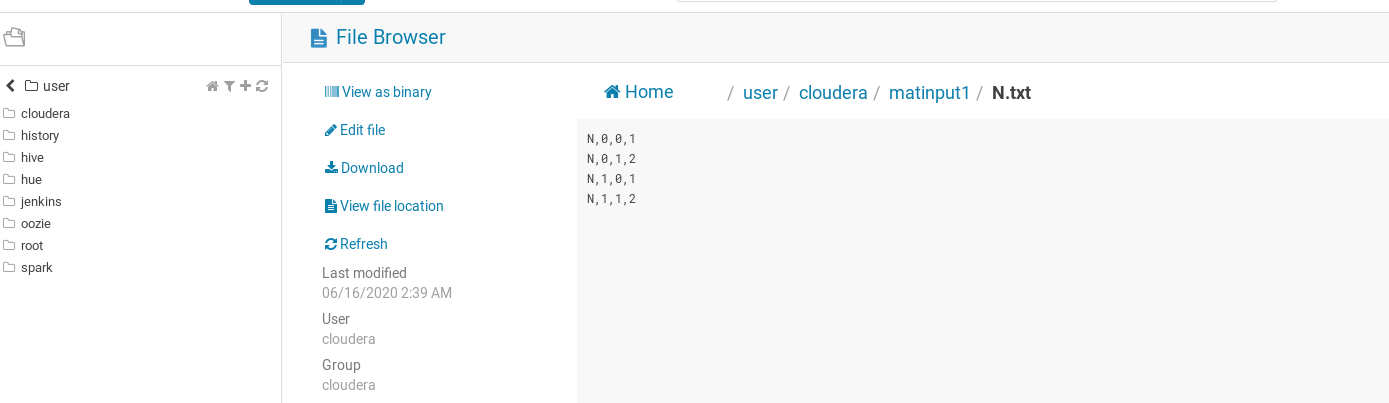 File Browser
user
cloudera
history
hive
hue
jenkins
oozie
root
spark
View as binary
Edit file
Download
View file location
Refresh
Last modified
06/16/2020 2:39 AM
User
cloudera
Group
cloudera
Home / user / cloudera / matinput1 / N.txt
N,0,0,1
N,0,1,2
N,1,0,1
N,1,1,2